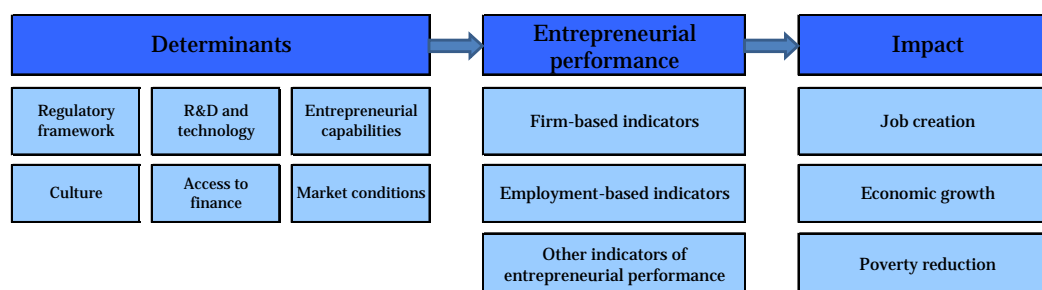 Determinants
Entrepreneurial
performance
Impact
Regulatory
framework
R&D and
technology
Entrepreneurial
capabilities
Firm-based indicators
Job creation
Culture
Access to
finance
Market conditions
Employment-based indicators
Economic growth
Other indicators of
entrepreneurial performance
Poverty reduction